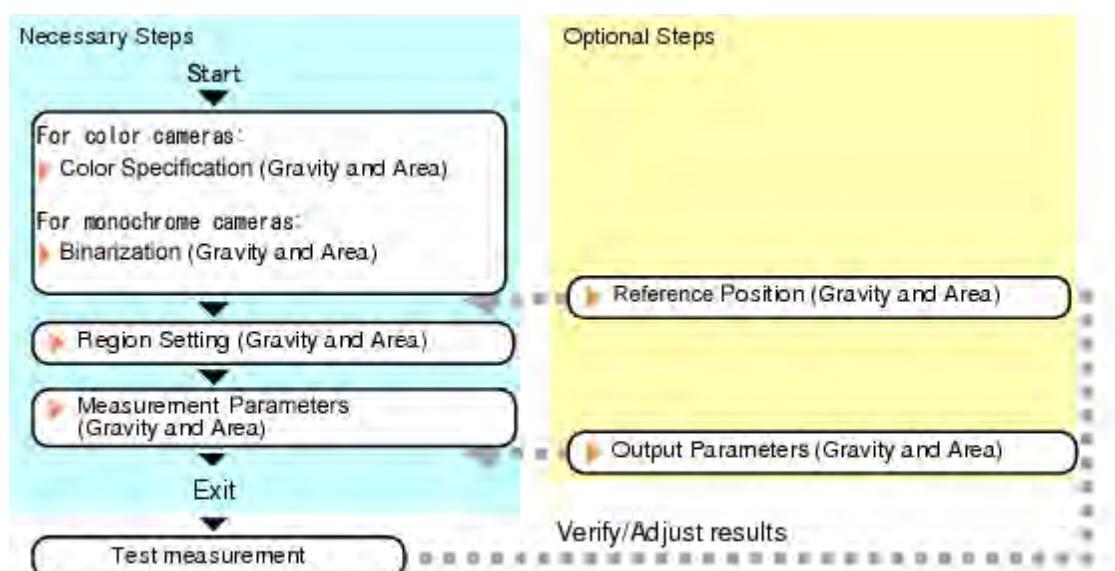 Necessary Steps
Start
For color cameras:
Color Specification (Gravity and Area)
For monochrome cameras:
Binarization (Gravity and Area)
Region Setting (Gravity and Area)
Measurement Parameters
(Gravity and Area)
Exit
Test measurement
Optional Steps
Reference Position (Gravity and Area)
Output Parameters (Gravity and Area)
Verify/Adjust results